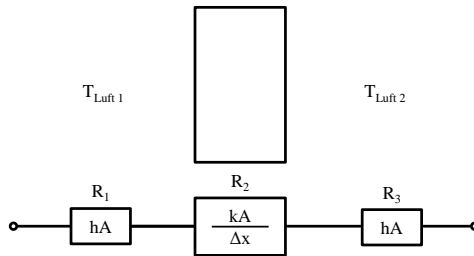 T_Luft 1 T_Luft 2
R_1 R_2 R_3
hA kA/Δx hA